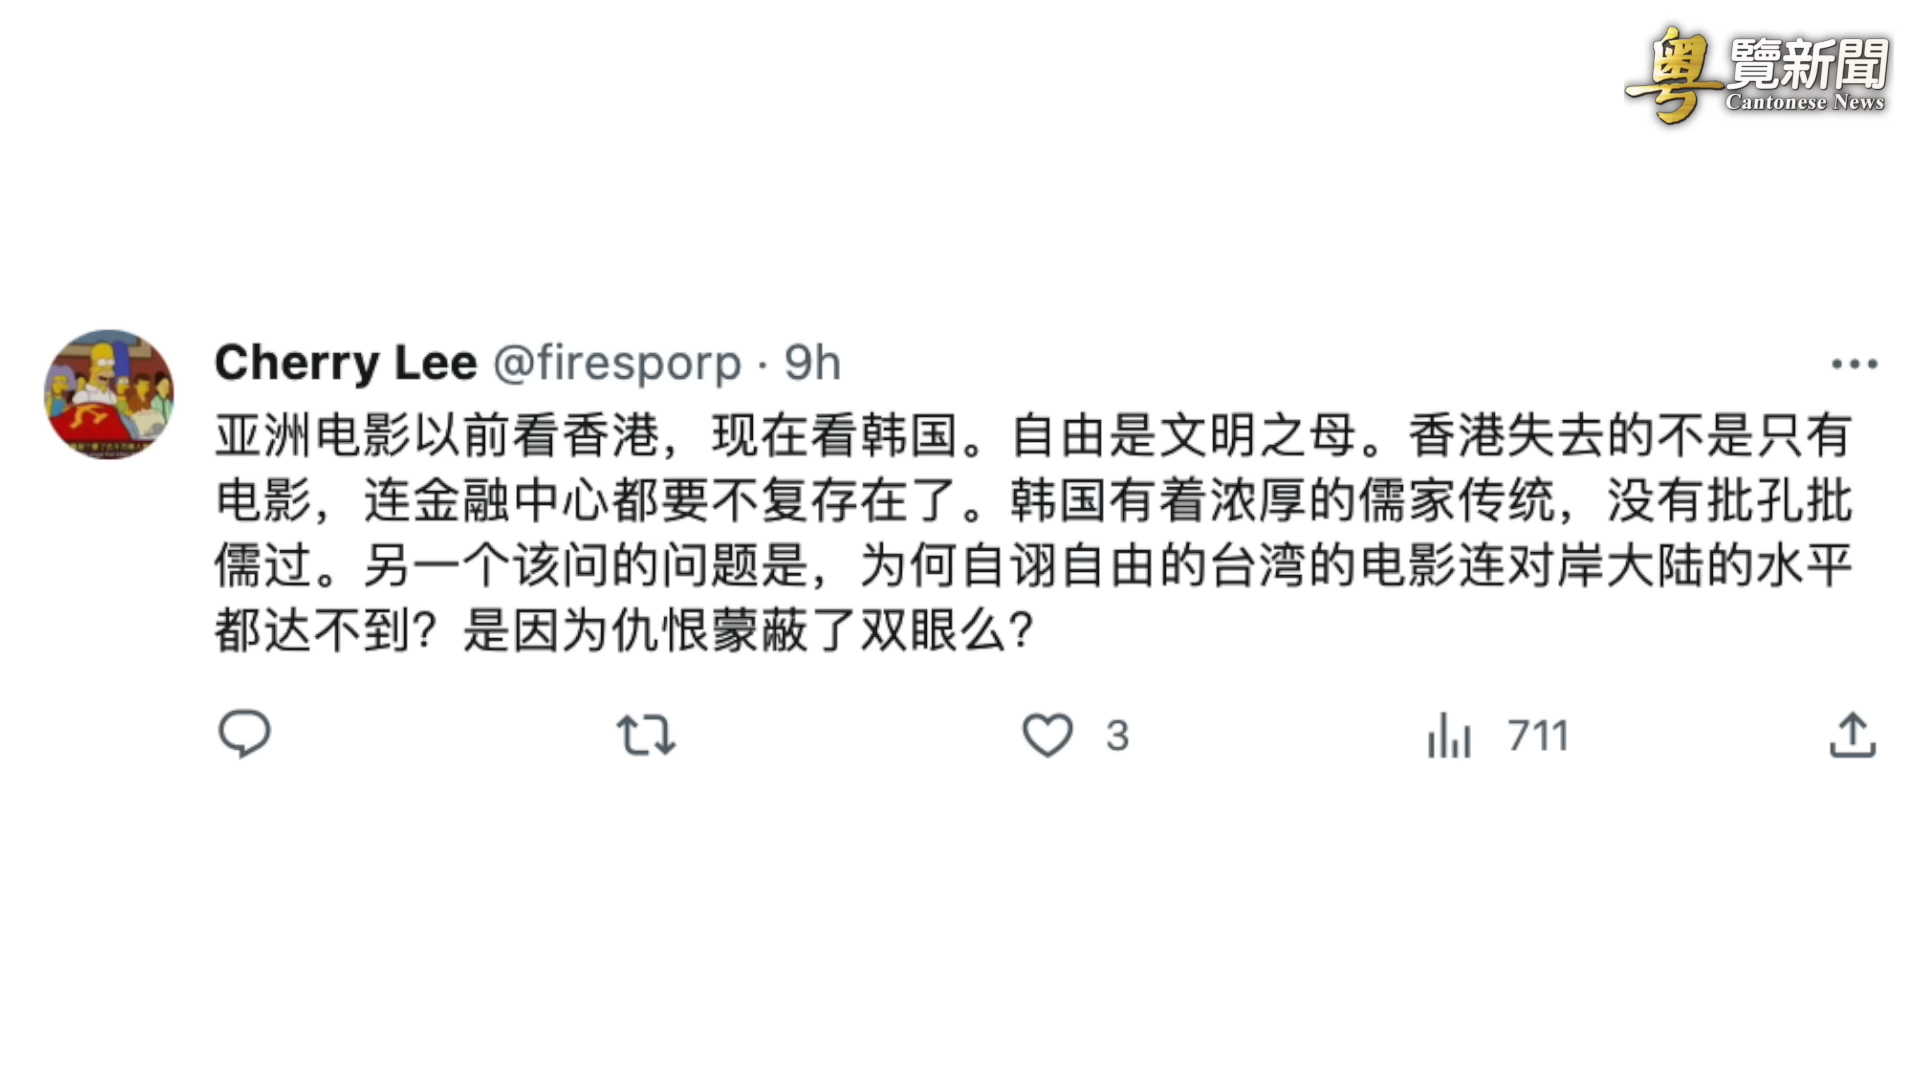 粤覽新聞
Cantonese News
Cherry Lee @firesporp · 9h
亚洲电影以前看香港，现在看韩国。自由是文明之母。香港失去的不是只有
电影，连金融中心都要不复存在了。韩国有着浓厚的儒家传统，没有批孔批
儒过。另一个该问的问题是，为何自诩自由的台湾的电影连对岸大陆的水平
都达不到？是因为仇恨蒙蔽了双眼么？
3
711